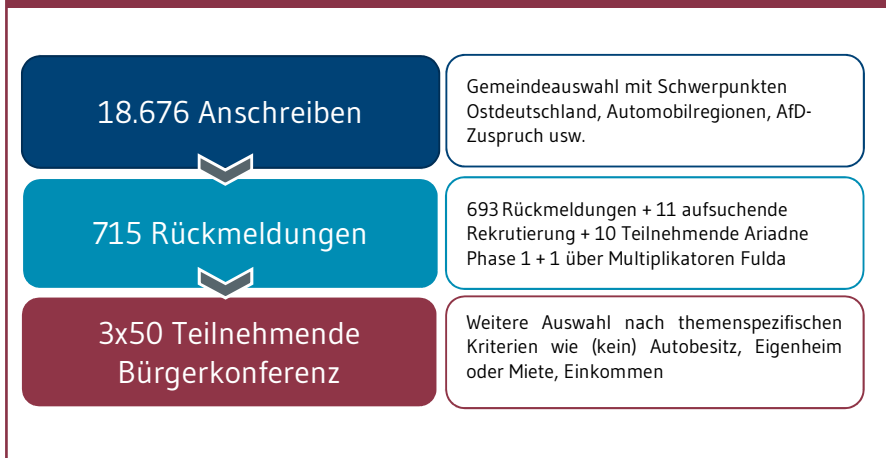 18.676 Anschreiben
Gemeindeauswahl mit Schwerpunkten
Ostdeutschland, Automobilregionen, AfD-
Zuspruch usw.
715 Rückmeldungen
693 Rückmeldungen + 11 aufsuchende
Rekrutierung + 10 Teilnehmende Ariadne
Phase 1 + 1 über Multiplikatoren Fulda
3x50 Teilnehmende
Bürgerkonferenz
Weitere Auswahl nach themenspezifischen
Kriterien wie (kein) Autobesitz, Eigenheim
oder Miete, Einkommen